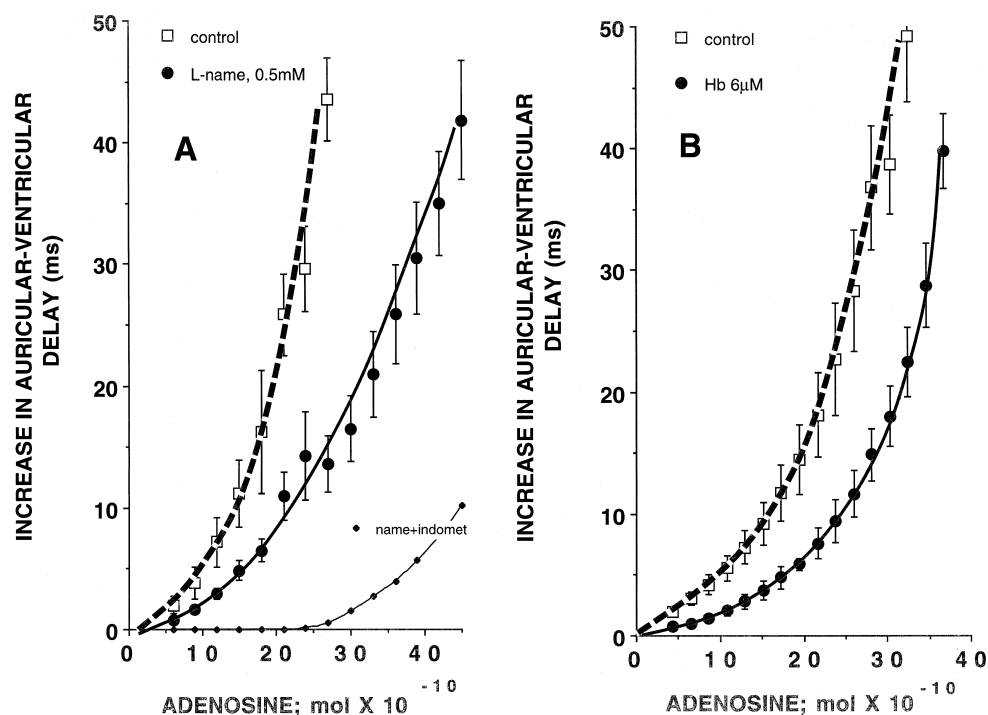 50
40
30
20
10
0
INCREASE IN AURICULAR-VENTRICULAR
DELAY (ms)
control
L-name, 0.5mM
A
name+indomet
0 10 20 30 40
ADENOSINE; mol X 10 -10
50
40
30
20
10
0
INCREASE IN AURICULAR-VENTRICULAR
DELAY (ms)
control
Hb 6µM
B
0 10 20 30 40
ADENOSINE; mol X 10 -10